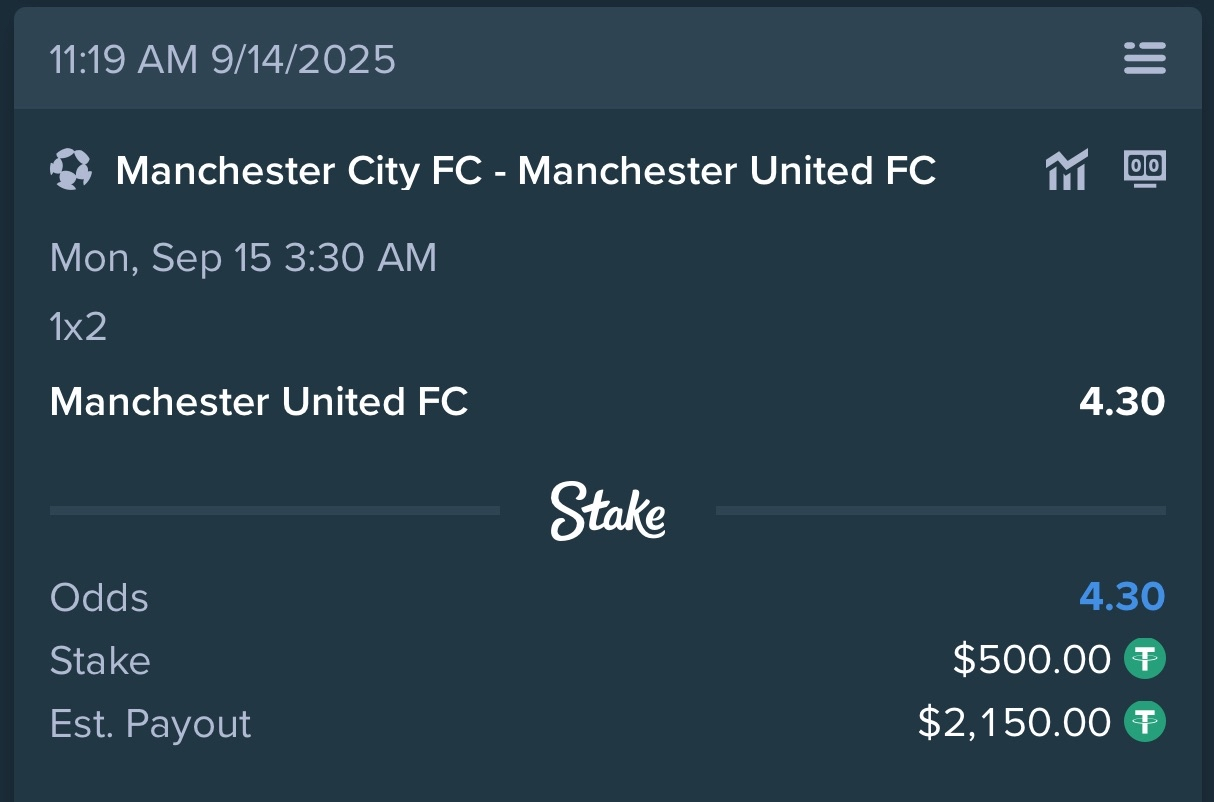 11:19 AM 9/14/2025
Manchester City FC - Manchester United FC
00
Mon, Sep 15 3:30 AM
1x2
Manchester United FC 4.30
Stake
Odds 4.30
Stake $500.00
Est. Payout $2,150.00